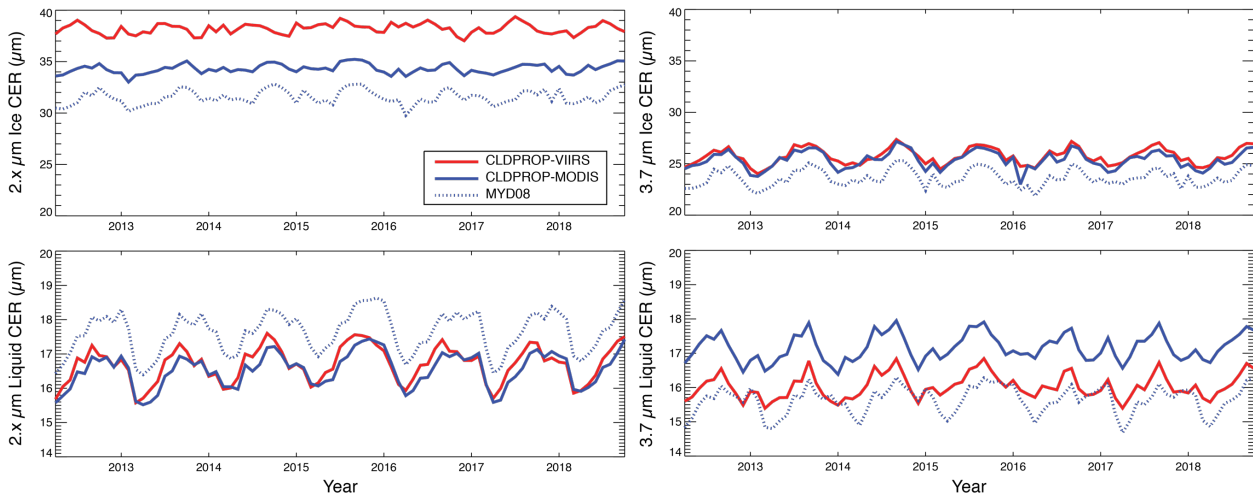 2.x µm Ice CER (µm)
40
35
30
25
20
CLDPROP-VIIRS
CLDPROP-MODIS
MYD08
2013 2014 2015 2016 2017 2018
3.7 µm Ice CER (µm)
40
35
30
25
20
2013 2014 2015 2016 2017 2018
2.x µm Liquid CER (µm)
20
19
18
17
16
15
14
2013 2014 2015 2016 2017 2018
Year
3.7 µm Liquid CER (µm)
20
19
18
17
16
15
14
2013 2014 2015 2016 2017 2018
Year